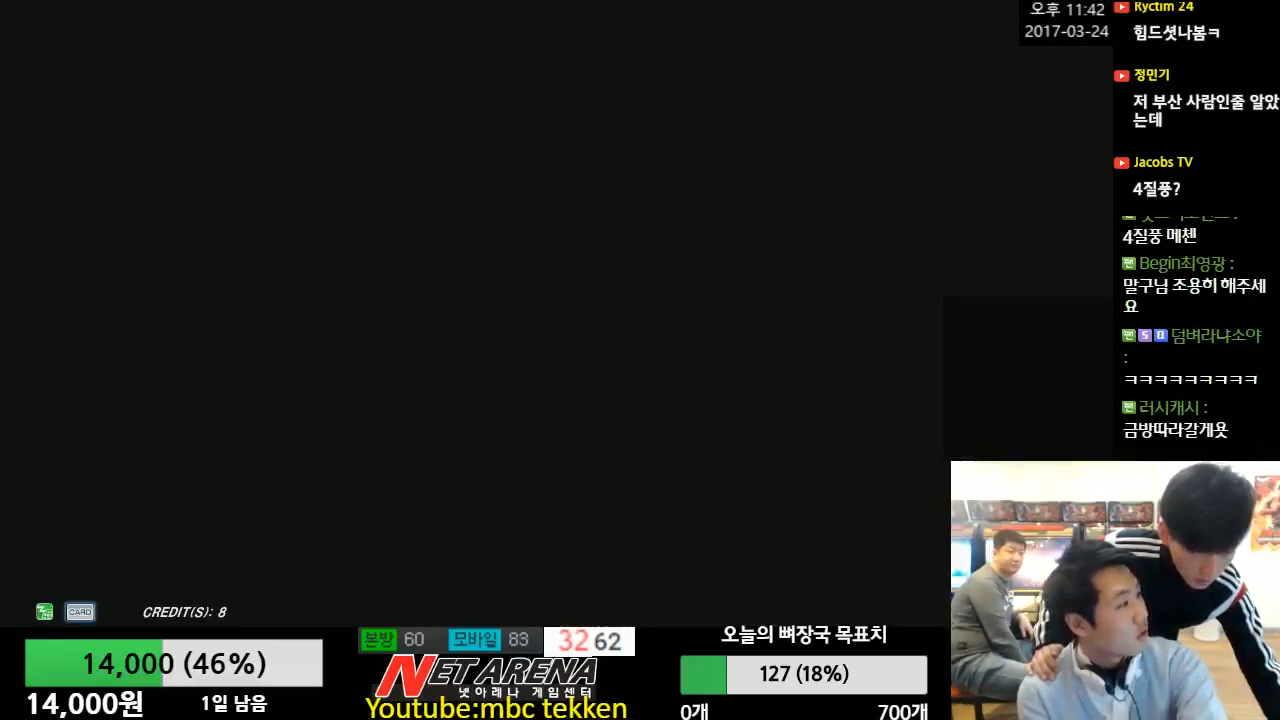 오후 11:42
2017-03-24
Ryctim 24
힘드셧나봄ㅋ
정민기
저 부산 사람인줄 알았
는데
Jacobs TV
4질풍?
4질풍 메첸
팬 Begin최영광 :
말구님 조용히 해주세
요
팬 덤벼라냐소야
:
ㅋㅋㅋㅋㅋㅋㅋㅋㅋ
팬 러시캐시 :
금방따라갈게욧
CARD
CREDIT(S): 8
14,000 (46%)
14,000원 1일 남음
본방 60 모바일 83 32 62
NET ARENA
넷아레나 게임센터
Youtube:mbc tekken
오늘의 뼈장국 목표치
127 (18%)
0개 700개